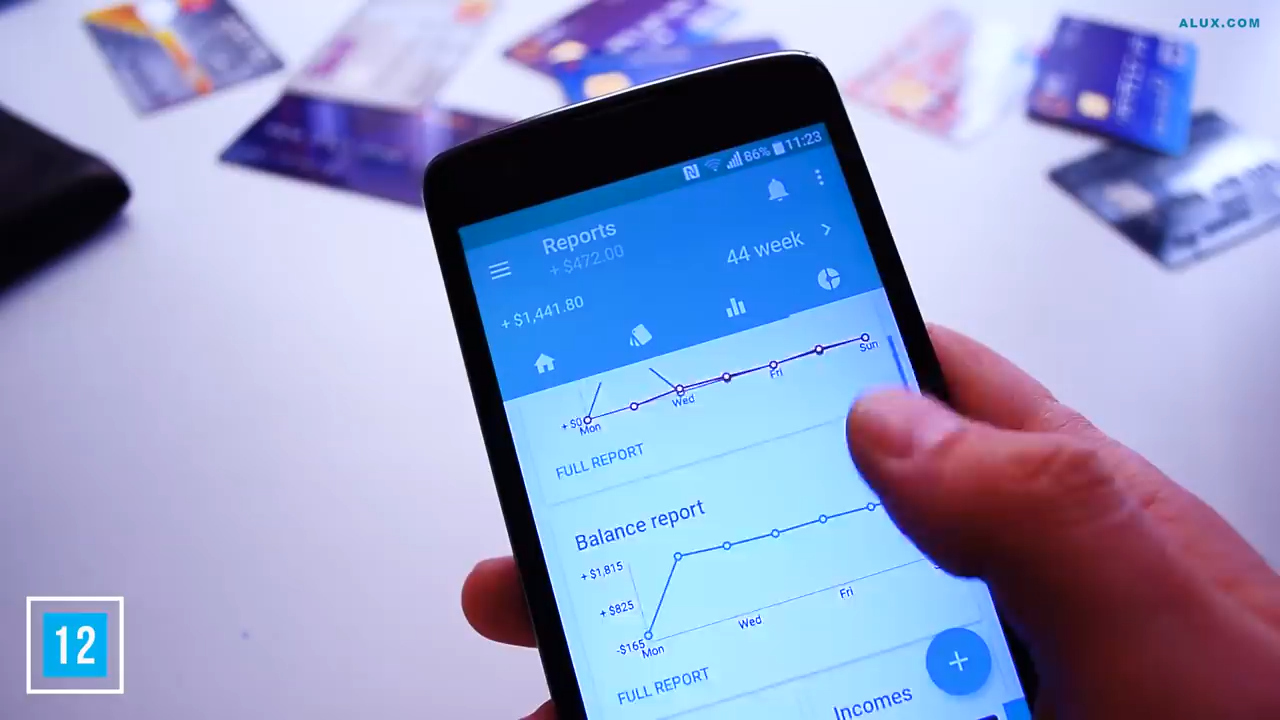 ALUX.COM
86% 11:23
Reports
+ $472.00
44 week
+ $1,441.80
+ $0
Mon
Wed
Fri
Sun
FULL REPORT
Balance report
+ $1,815
+ $825
-$165
Mon
Wed
Fri
FULL REPORT
+
Incomes
12